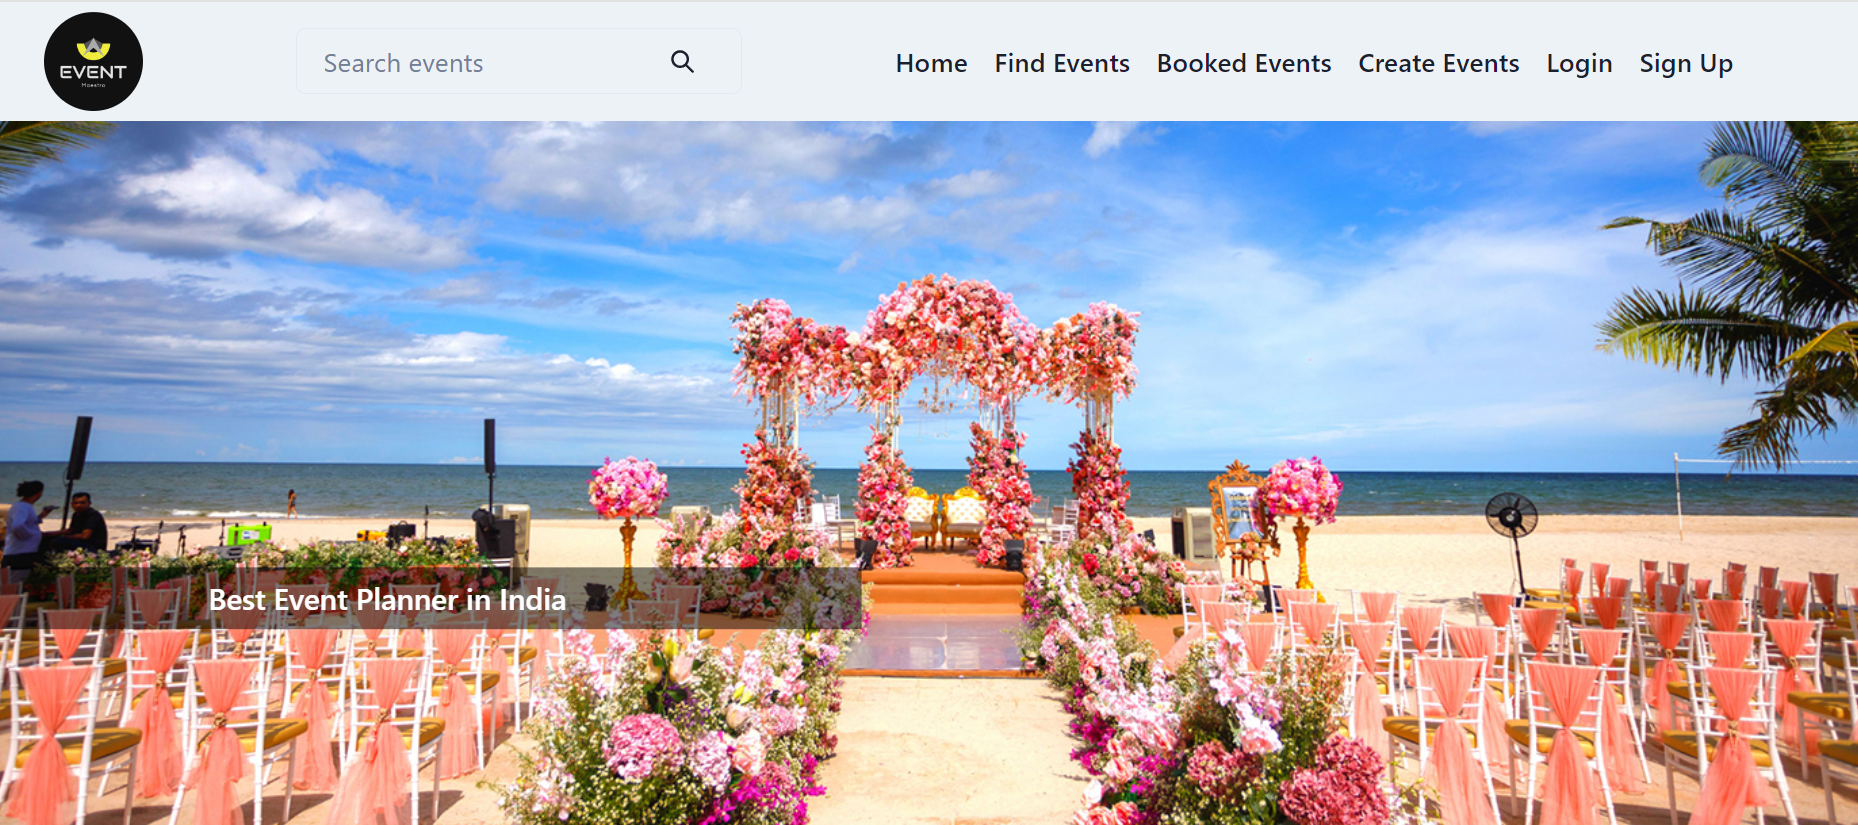 EVENT
Maestro
Search events
Home
Find Events
Booked Events
Create Events
Login
Sign Up
Best Event Planner in India